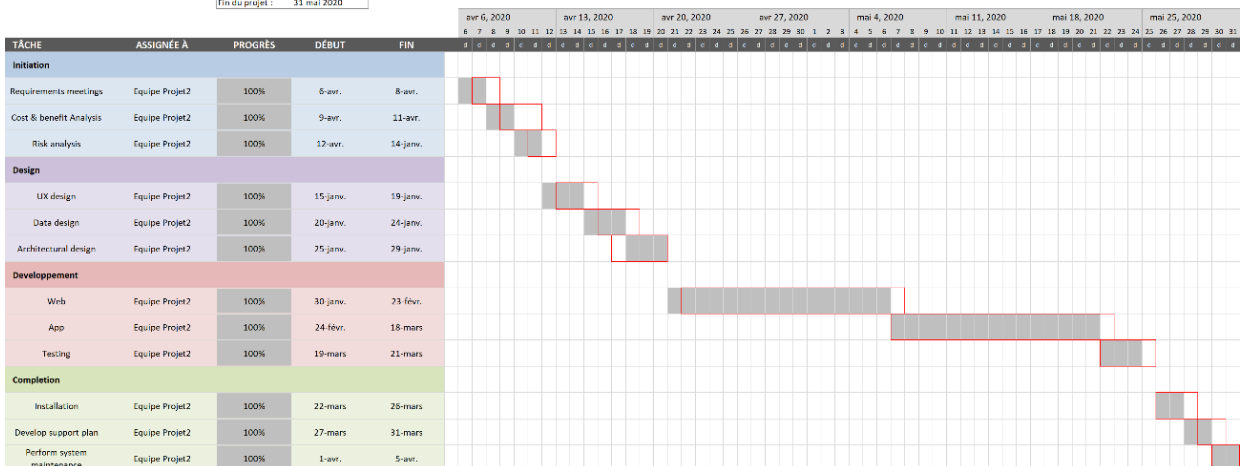 Fin du projet : 31 mai 2020
avr 6, 2020 avr 13, 2020 avr 20, 2020 avr 27, 2020 mai 4, 2020 mai 11, 2020 mai 18, 2020 mai 25, 2020
6 7 8 9 10 11 12 13 14 15 16 17 18 19 20 21 22 23 24 25 26 27 28 29 30 1 2 3 4 5 6 7 8 9 10 11 12 13 14 15 16 17 18 19 20 21 22 23 24 25 26 27 28 29 30 31
TÂCHE ASSIGNÉE À PROGRÈS DÉBUT FIN d d d d d d d d d d d d d d d d d d d d d d d d d d d d d d d d d d d d d d d d d d d d d d d d d d d d d d d d
Initiation
Requirements meetings Equipe Projet2 100% 6-avr. 8-avr.
Cost & benefit Analysis Equipe Projet2 100% 9-avr. 11-avr.
Risk analysis Equipe Projet2 100% 12-avr. 14-janv.
Design
UX design Equipe Projet2 100% 15-janv. 19-janv.
Data design Equipe Projet2 100% 20-janv. 24-janv.
Architectural design Equipe Projet2 100% 25-janv. 29-janv.
Developpement
Web Equipe Projet2 100% 30-janv. 23-févr.
App Equipe Projet2 100% 24-févr. 18-mars
Testing Equipe Projet2 100% 19-mars 21-mars
Completion
Installation Equipe Projet2 100% 22-mars 26-mars
Develop support plan Equipe Projet2 100% 27-mars 31-mars
Perform system
maintenance Equipe Projet2 100% 1-avr. 5-avr.